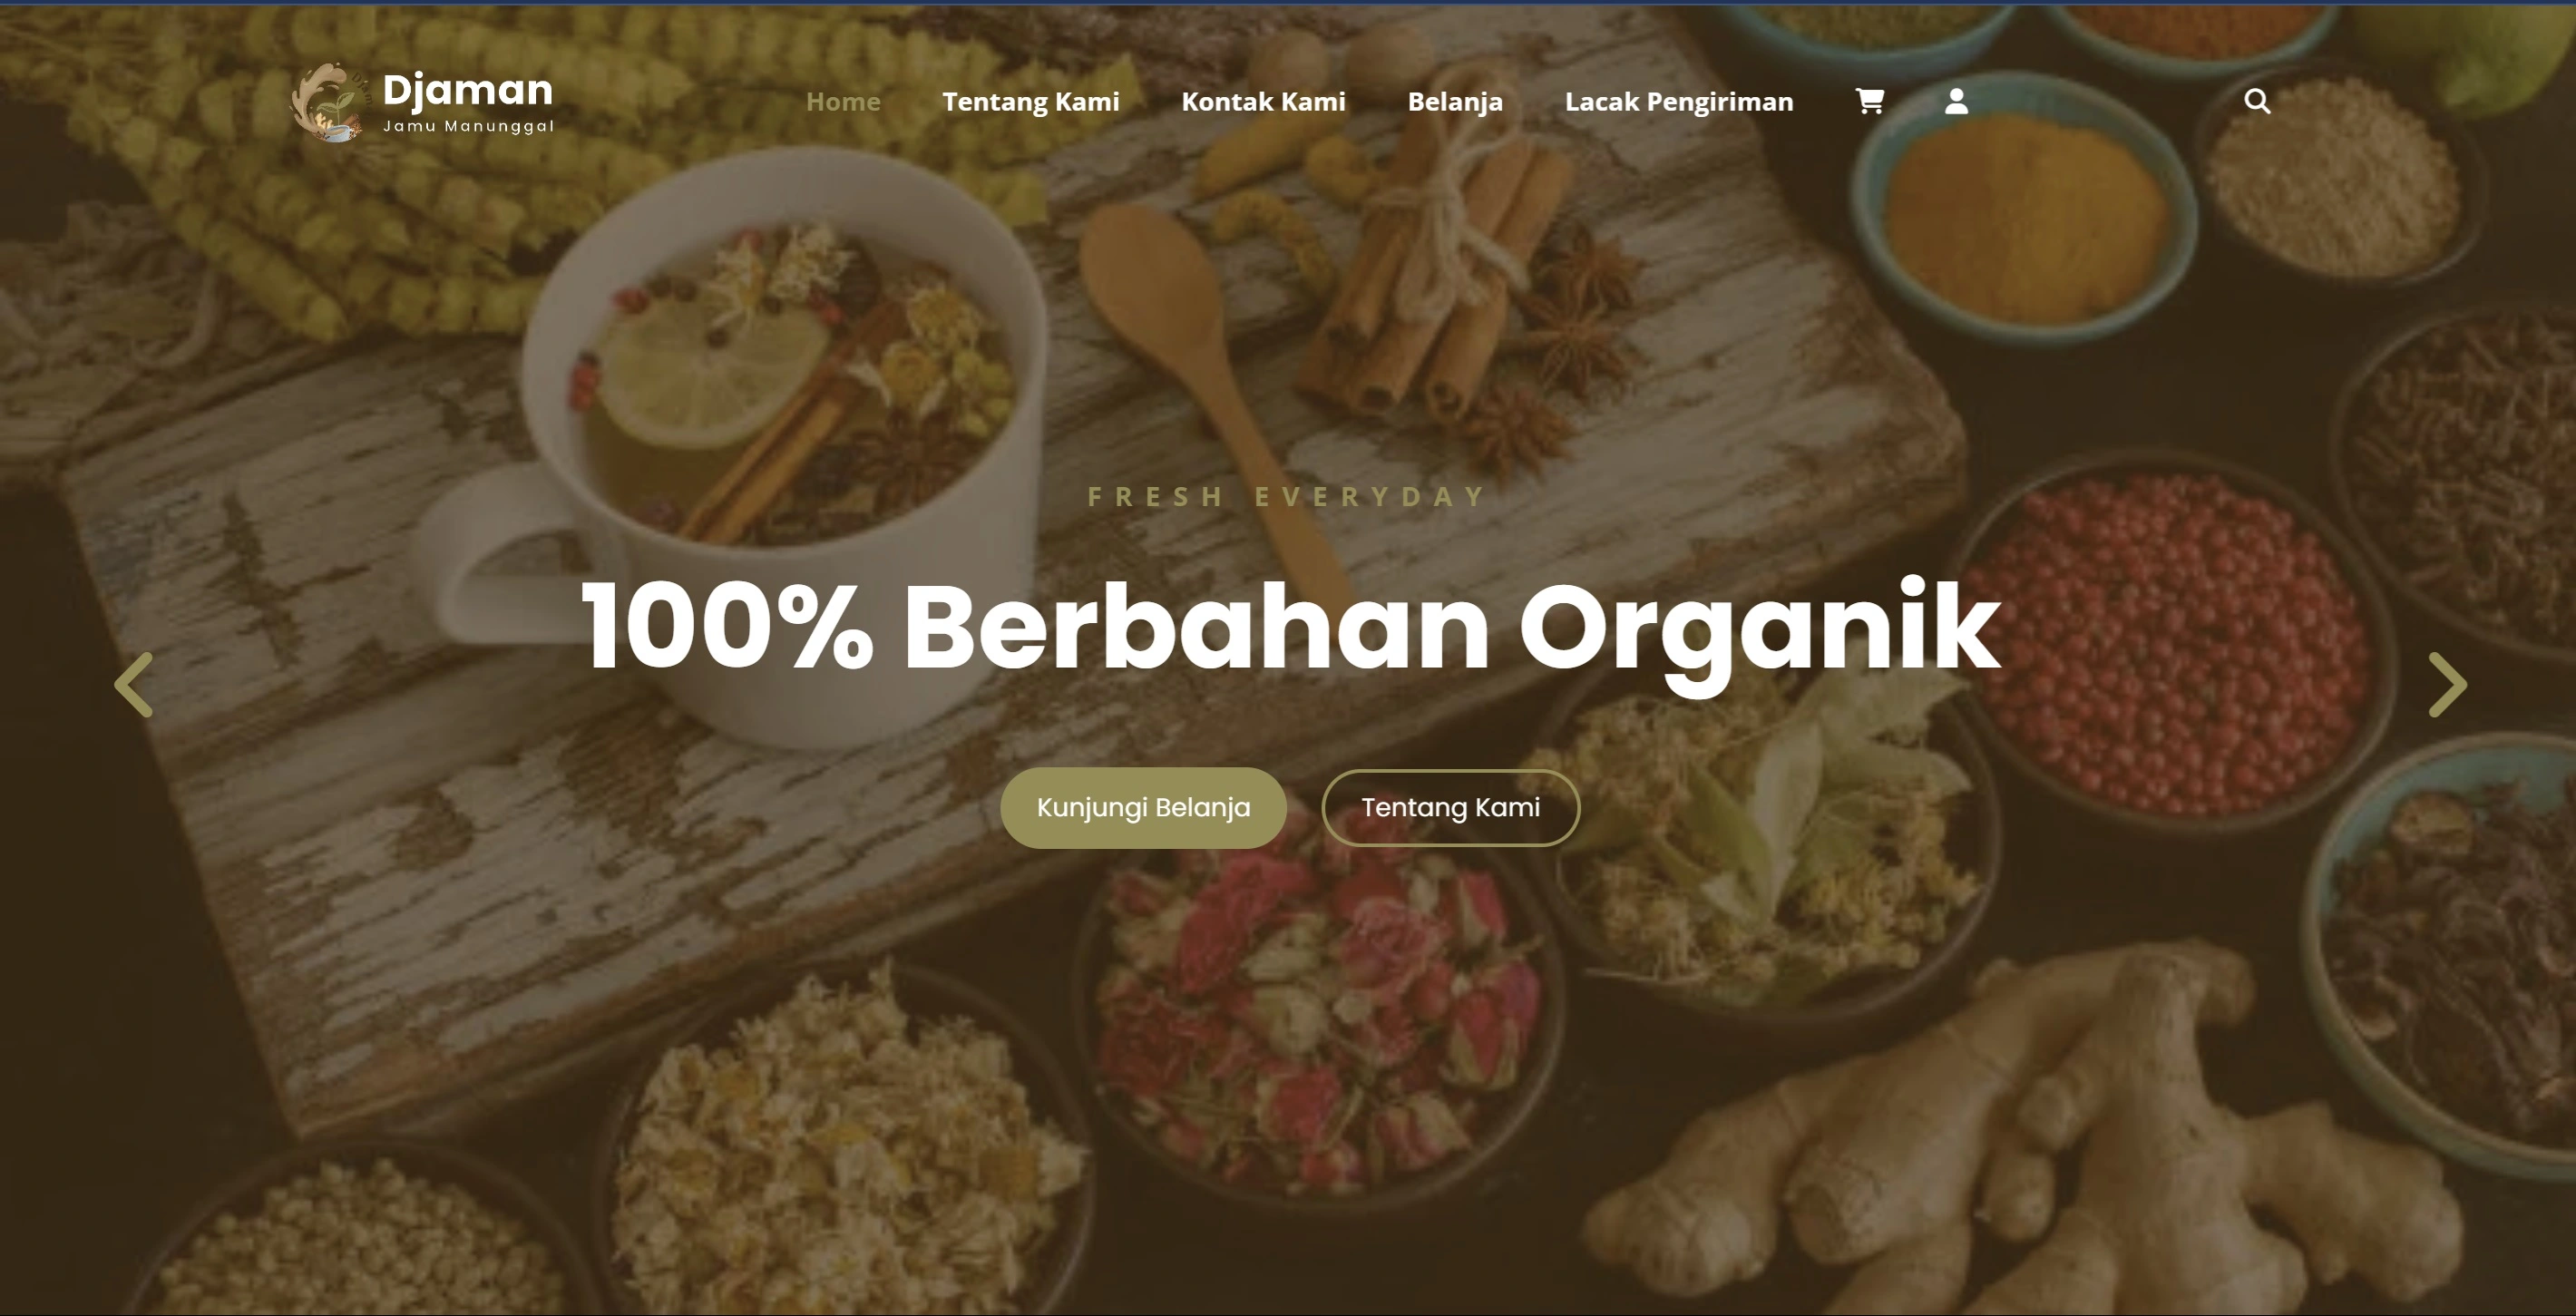 Djaman
Jamu Manunggal
Home Tentang Kami Kontak Kami Belanja Lacak Pengiriman
FRESH EVERYDAY
100% Berbahan Organik
Kunjungi Belanja Tentang Kami